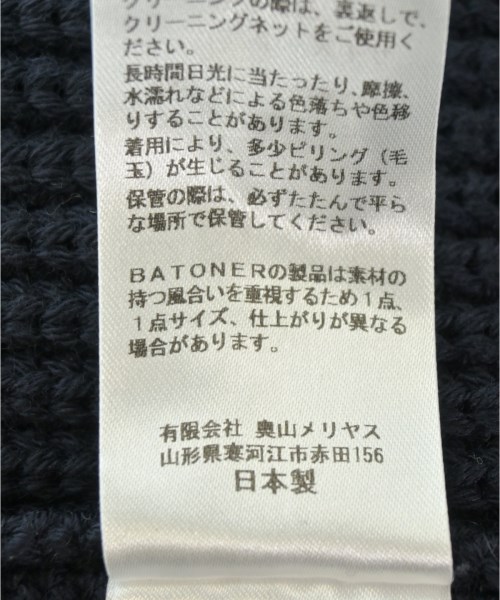 クリーニングの際は、裏返しで、
クリーニングネットをご使用く
ださい。
長時間日光に当たったり、摩擦、
水濡れなどによる色落ちや色移
りすることがあります。
着用により、多少ピリング（毛
玉）が生じることがあります。
保管の際は、必ずたたんで平ら
な場所で保管してください。
BATONERの製品は素材の
持つ風合いを重視するため1点、
1点サイズ、仕上がりが異なる
場合があります。
有限会社 奥山メリヤス
山形県寒河江市赤田156
日本製